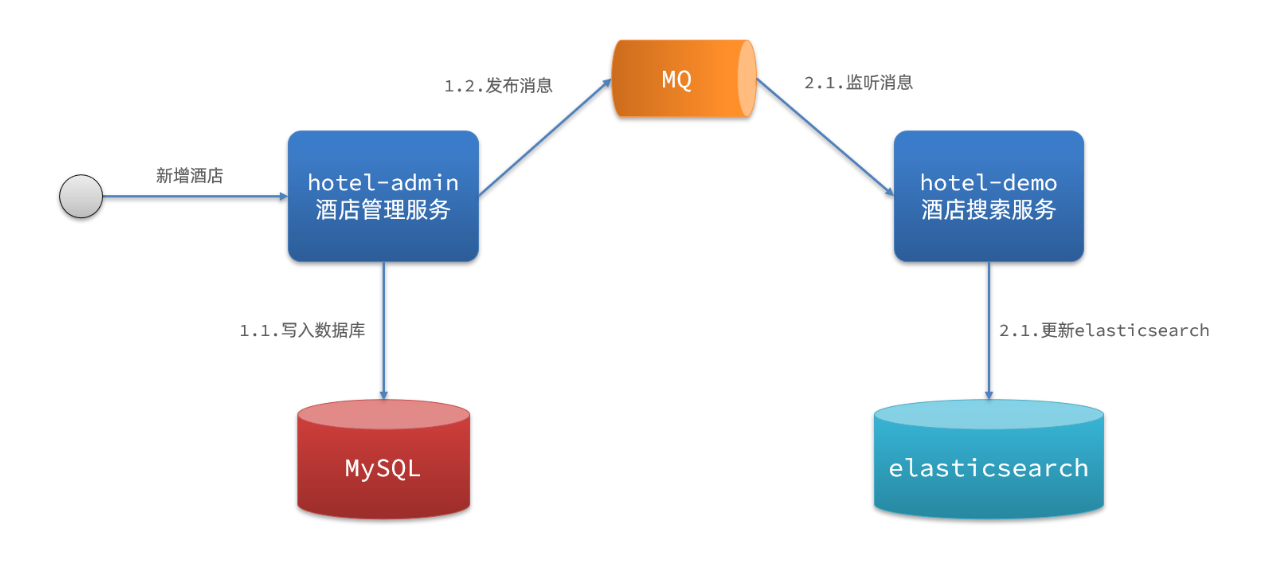 MQ
1.2.发布消息
2.1.监听消息
新增酒店
hotel-admin
酒店管理服务
hotel-demo
酒店搜索服务
1.1.写入数据库
2.1.更新elasticsearch
MySQL
elasticsearch